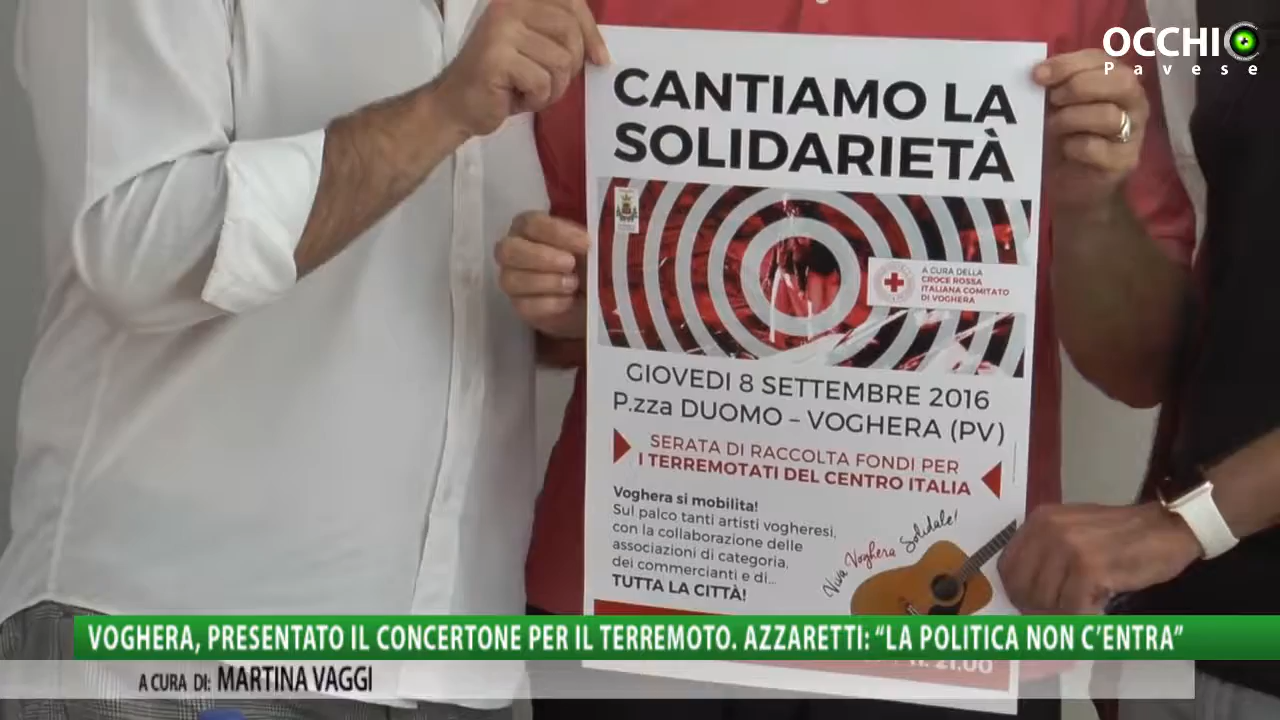 OCCHIO
Pavese
CANTIAMO LA
SOLIDARIETÀ
A CURA DELLA
CROCE ROSSA
ITALIANA COMITATO
DI VOGHERA
GIOVEDI 8 SETTEMBRE 2016
P.zza DUOMO – VOGHERA (PV)
SERATA DI RACCOLTA FONDI PER
I TERREMOTATI DEL CENTRO ITALIA
Voghera si mobilita!
Sul palco tanti artisti vogheresi,
con la collaborazione delle
associazioni di categoria,
dei commercianti e di...
TUTTA LA CITTÀ!
Viva Voghera Solidale!
21.00
VOGHERA, PRESENTATO IL CONCERTONE PER IL TERREMOTO. AZZARETTI: “LA POLITICA NON C’ENTRA”
A CURA DI: MARTINA VAGGI